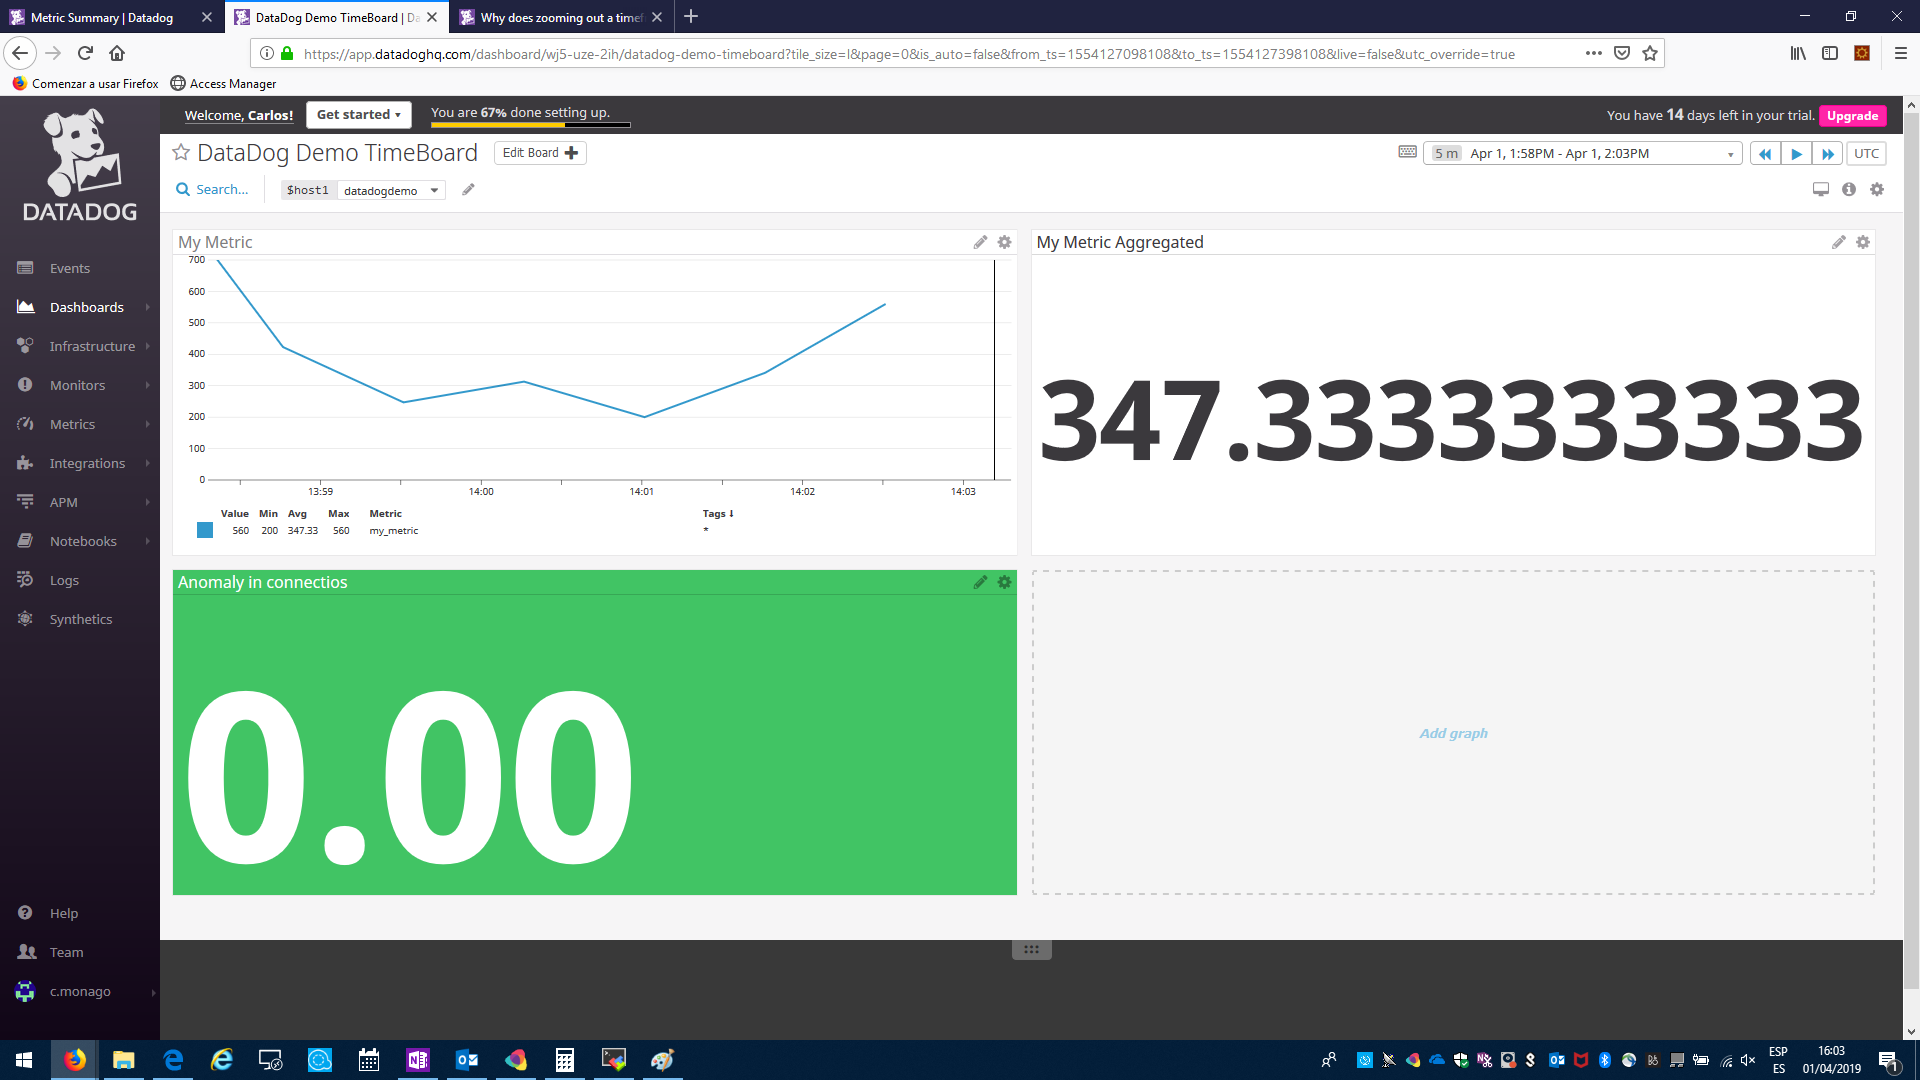 Metric Summary | Datadog
DataDog Demo TimeBoard | Da
Why does zooming out a timef
https://app.datadoghq.com/dashboard/wj5-uze-2ih/datadog-demo-timeboard?tile_size=l&page=0&is_auto=false&from_ts=1554127098108&to_ts=1554127398108&live=false&utc_override=true
Comenzar a usar Firefox
Access Manager
DATADOG
Welcome, Carlos!
Get started
You are 67% done setting up.
You have 14 days left in your trial.
Upgrade
DataDog Demo TimeBoard
Edit Board
5 m Apr 1, 1:58PM - Apr 1, 2:03PM
UTC
Search...
$host1 datadogdemo
Events
Dashboards
Infrastructure
Monitors
Metrics
Integrations
APM
Notebooks
Logs
Synthetics
Help
Team
c.monago
My Metric
700
600
500
400
300
200
100
0
13:59 14:00 14:01 14:02 14:03
Value Min Avg Max Metric Tags
560 200 347.33 560 my_metric *
My Metric Aggregated
347.3333333333
Anomaly in connectios
0.00
Add graph
ESP
ES
16:03
01/04/2019
1